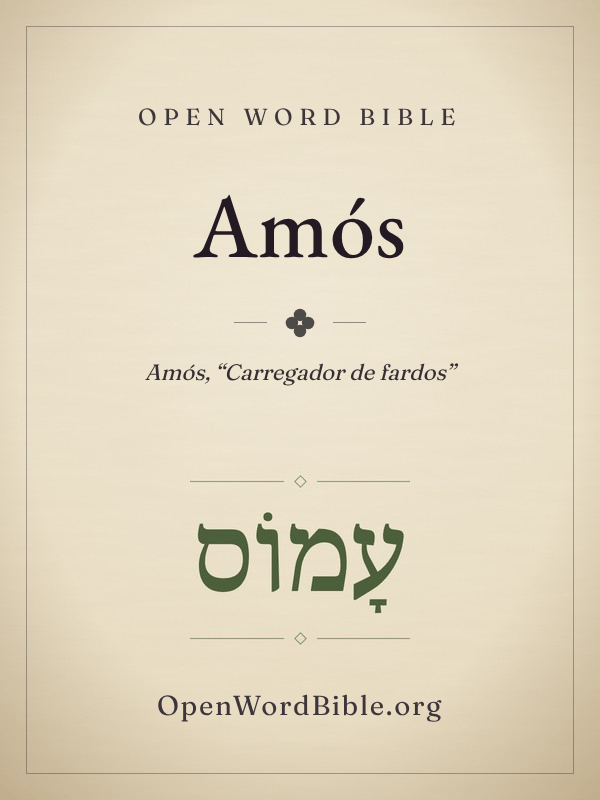 OPEN WORD BIBLE
Amós
Amós, “Carregador de fardos”
עָמוֹס
OpenWordBible.org